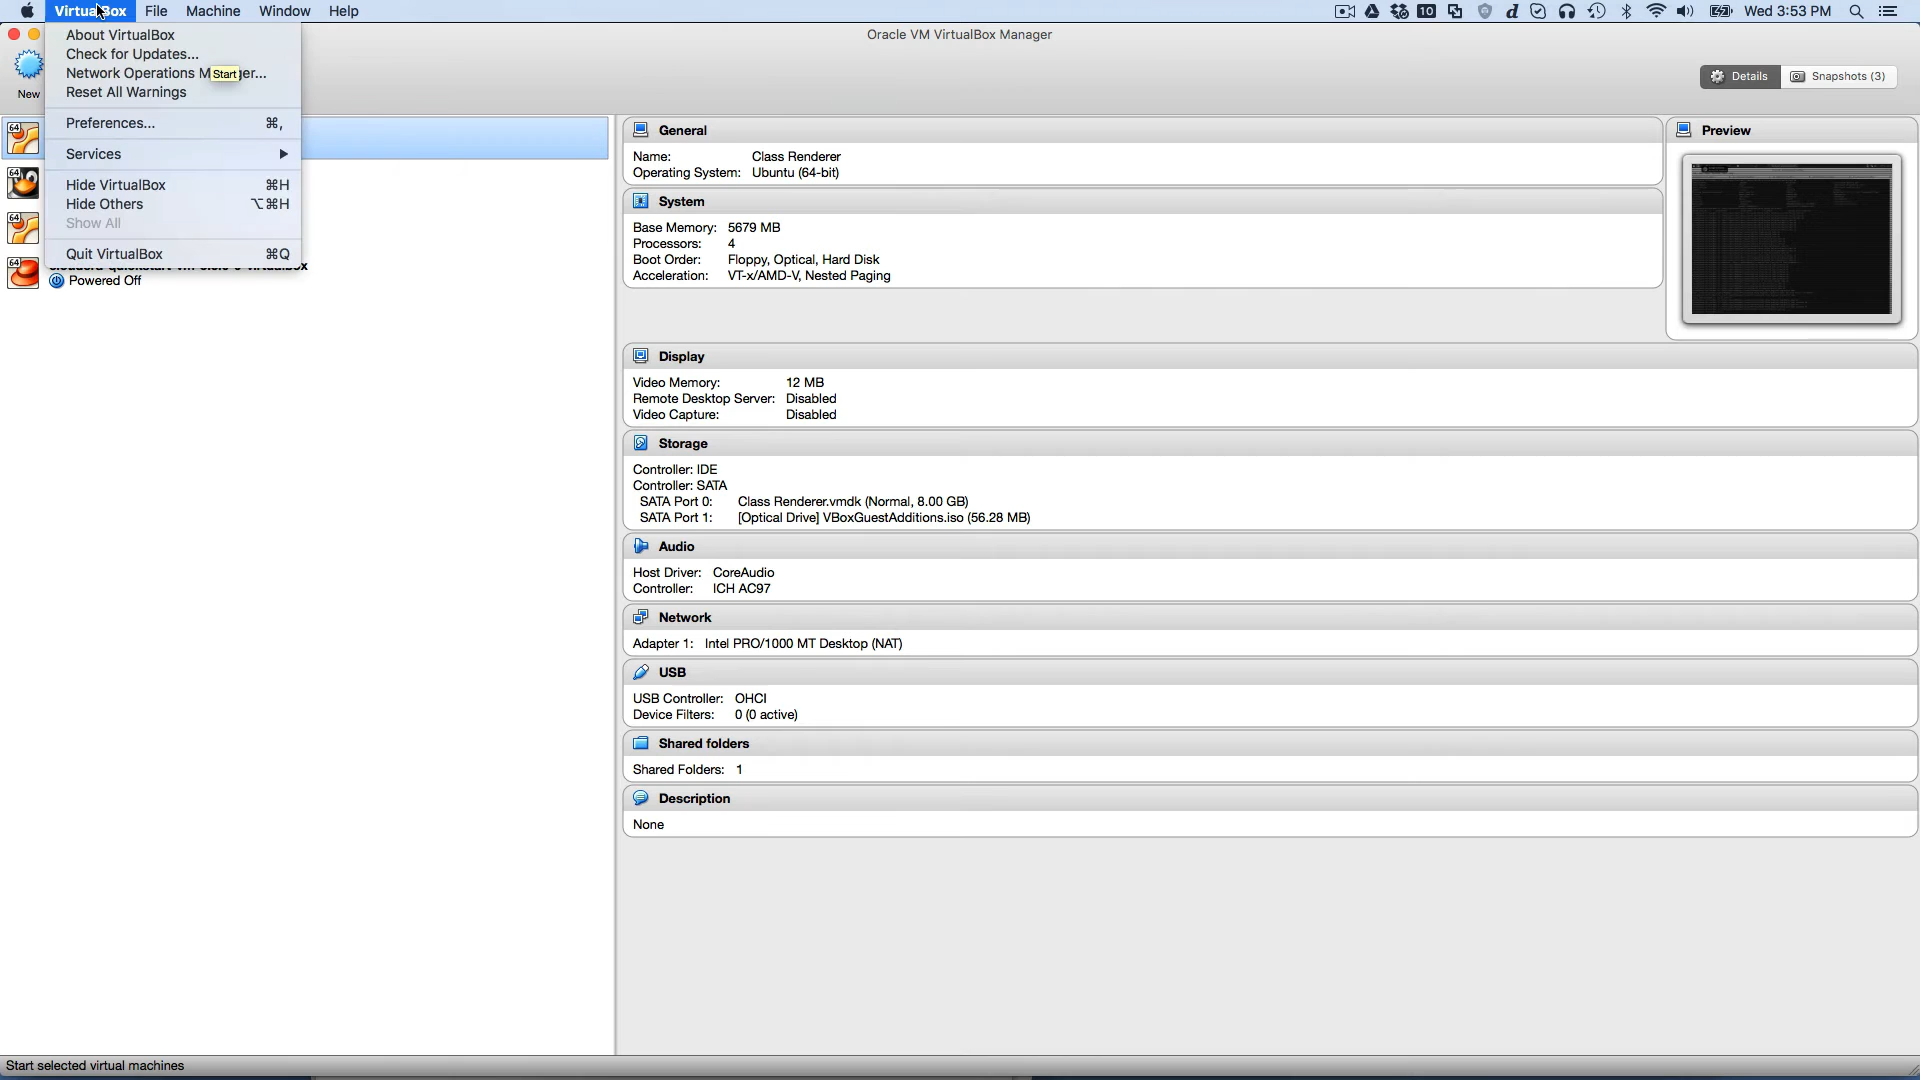 VirtualBox File Machine Window Help
10 d Wed 3:53 PM
Oracle VM VirtualBox Manager
About VirtualBox
Check for Updates...
Network Operations M er...
Start
Reset All Warnings
Preferences... ⌘,
Services ▶
Hide VirtualBox ⌘H
Hide Others ⌥⌘H
Show All
Quit VirtualBox ⌘Q
New
Details Snapshots (3)
64
64
64
64
Powered Off
General
Name: Class Renderer
Operating System: Ubuntu (64-bit)
System
Base Memory: 5679 MB
Processors: 4
Boot Order: Floppy, Optical, Hard Disk
Acceleration: VT-x/AMD-V, Nested Paging
Preview
Display
Video Memory: 12 MB
Remote Desktop Server: Disabled
Video Capture: Disabled
Storage
Controller: IDE
Controller: SATA
SATA Port 0: Class Renderer.vmdk (Normal, 8.00 GB)
SATA Port 1: [Optical Drive] VBoxGuestAdditions.iso (56.28 MB)
Audio
Host Driver: CoreAudio
Controller: ICH AC97
Network
Adapter 1: Intel PRO/1000 MT Desktop (NAT)
USB
USB Controller: OHCI
Device Filters: 0 (0 active)
Shared folders
Shared Folders: 1
Description
None
Start selected virtual machines